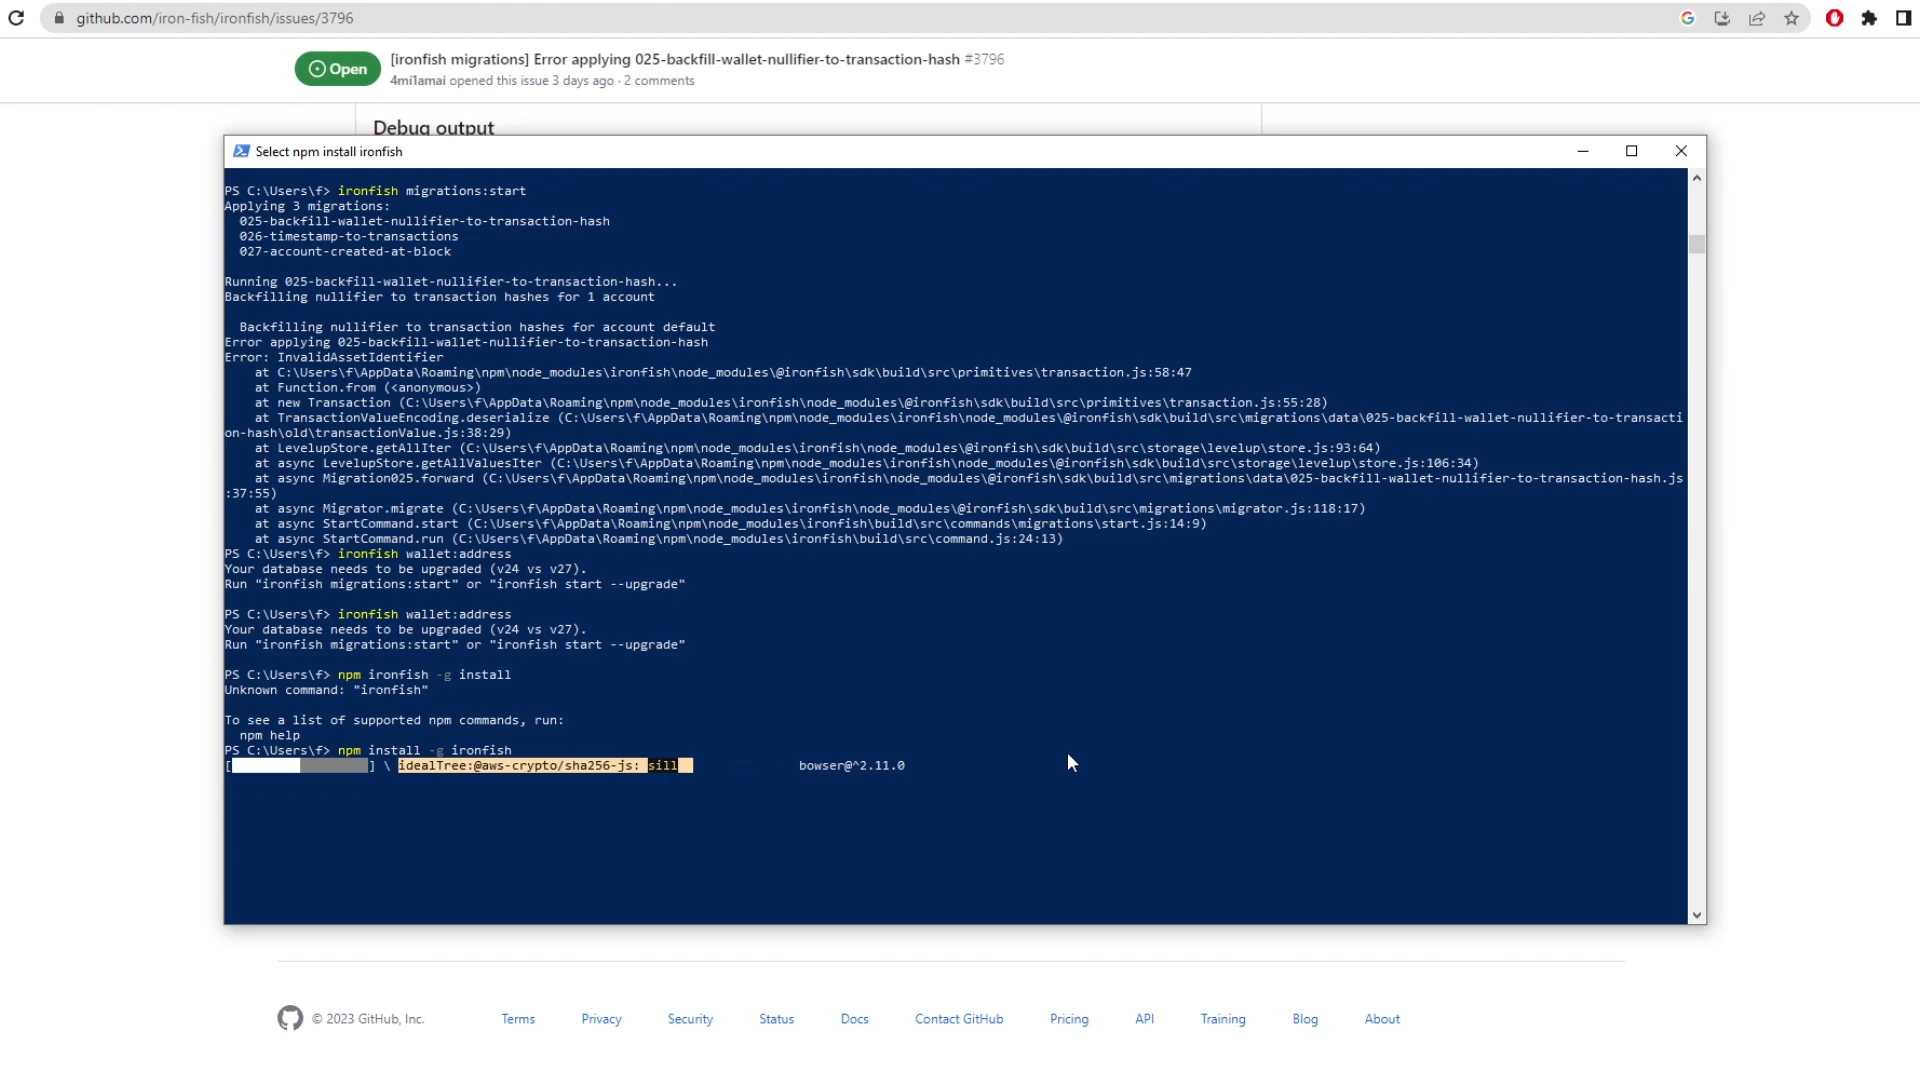 github.com/iron-fish/ironfish/issues/3796
Open
[ironfish migrations] Error applying 025-backfill-wallet-nullifier-to-transaction-hash #3796
4mi1amai opened this issue 3 days ago · 2 comments
Debug output
Select npm install ironfish
PS C:\Users\f> ironfish migrations:start
Applying 3 migrations:
025-backfill-wallet-nullifier-to-transaction-hash
026-timestamp-to-transactions
027-account-created-at-block
Running 025-backfill-wallet-nullifier-to-transaction-hash...
Backfilling nullifier to transaction hashes for 1 account
Backfilling nullifier to transaction hashes for account default
Error applying 025-backfill-wallet-nullifier-to-transaction-hash
Error: InvalidAssetIdentifier
at C:\Users\f\AppData\Roaming\npm\node_modules\ironfish\node_modules\@ironfish\sdk\build\src\primitives\transaction.js:58:47
at Function.from (<anonymous>)
at new Transaction (C:\Users\f\AppData\Roaming\npm\node_modules\ironfish\node_modules\@ironfish\sdk\build\src\primitives\transaction.js:55:28)
at TransactionValueEncoding.deserialize (C:\Users\f\AppData\Roaming\npm\node_modules\ironfish\node_modules\@ironfish\sdk\build\src\migrations\data\025-backfill-wallet-nullifier-to-transacti
on-hash\old\transactionValue.js:38:29)
at LevelupStore.getAllIter (C:\Users\f\AppData\Roaming\npm\node_modules\ironfish\node_modules\@ironfish\sdk\build\src\storage\levelup\store.js:93:64)
at async LevelupStore.getAllValuesIter (C:\Users\f\AppData\Roaming\npm\node_modules\ironfish\node_modules\@ironfish\sdk\build\src\storage\levelup\store.js:106:34)
at async Migration025.forward (C:\Users\f\AppData\Roaming\npm\node_modules\ironfish\node_modules\@ironfish\sdk\build\src\migrations\data\025-backfill-wallet-nullifier-to-transaction-hash.js
:37:55)
at async Migrator.migrate (C:\Users\f\AppData\Roaming\npm\node_modules\ironfish\node_modules\@ironfish\sdk\build\src\migrations\migrator.js:118:17)
at async StartCommand.start (C:\Users\f\AppData\Roaming\npm\node_modules\ironfish\build\src\commands\migrations\start.js:14:9)
at async StartCommand.run (C:\Users\f\AppData\Roaming\npm\node_modules\ironfish\build\src\command.js:24:13)
PS C:\Users\f> ironfish wallet:address
Your database needs to be upgraded (v24 vs v27).
Run "ironfish migrations:start" or "ironfish start --upgrade"
PS C:\Users\f> ironfish wallet:address
Your database needs to be upgraded (v24 vs v27).
Run "ironfish migrations:start" or "ironfish start --upgrade"
PS C:\Users\f> npm ironfish -g install
Unknown command: "ironfish"
To see a list of supported npm commands, run:
npm help
PS C:\Users\f> npm install -g ironfish
[ ] \ idealTree:@aws-crypto/sha256-js: sill bowser@^2.11.0
© 2023 GitHub, Inc. Terms Privacy Security Status Docs Contact GitHub Pricing API Training Blog About